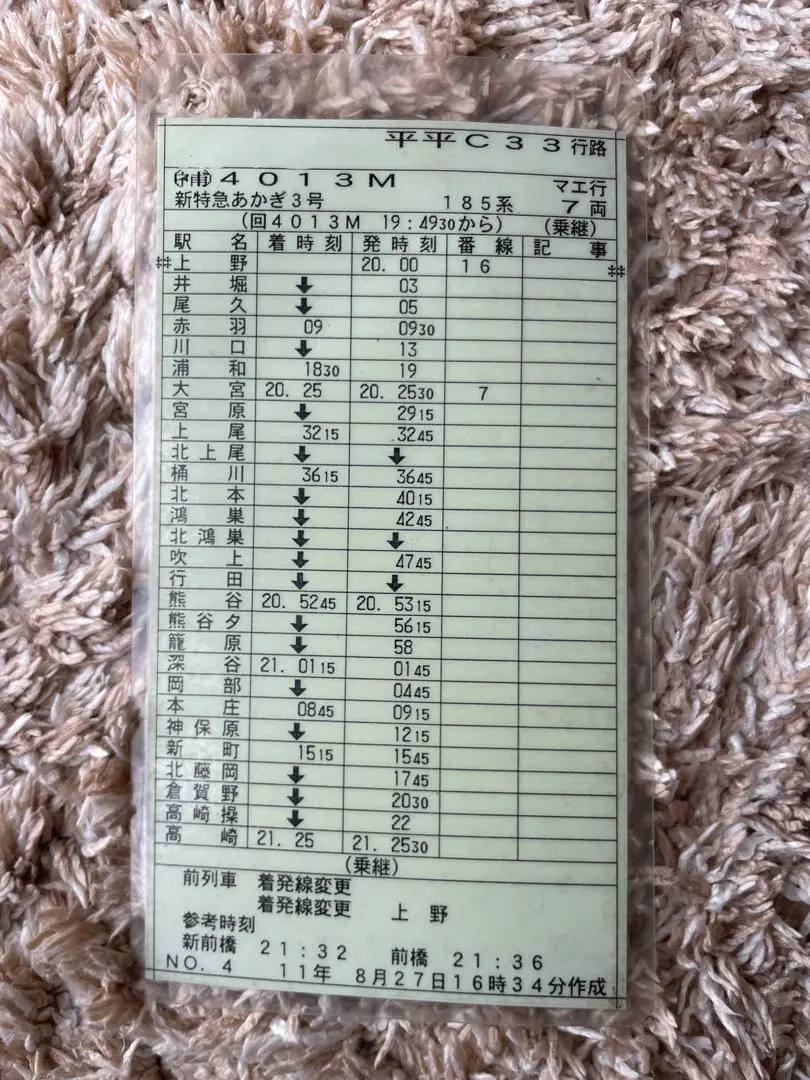 平平C33行路
㋻4013M マエ行
新特急あかぎ3号 185系 7両
(回4013M 19:4930から) (乗継)
駅名 着時刻 発時刻 番線 記事
上野 20.00 16
井堀 ↓ 03
尾久 ↓ 05
赤羽 09 0930
川口 ↓ 13
浦和 1830 19
大宮 20.25 20.2530 7
宮原 ↓ 2915
上尾 3215 3245
北上尾 ↓ ↓
桶川 3615 3645
北本 ↓ 4015
鴻巣 ↓ 4245
北鴻巣 ↓ ↓
吹上 ↓ 4745
行田 ↓ ↓
熊谷 20.5245 20.5315
熊谷タ ↓ 5615
籠原 ↓ 58
深谷 21.0115 0145
岡部 ↓ 0445
本庄 0845 0915
神保原 ↓ 1215
新町 1515 1545
北藤岡 ↓ 1745
倉賀野 ↓ 2030
高崎操 ↓ 22
高崎 21.25 21.2530
(乗継)
前列車 着発線変更
着発線変更 上野
参考時刻
新前橋 21:32 前橋 21:36
NO.4 11年 8月27日16時34分作成